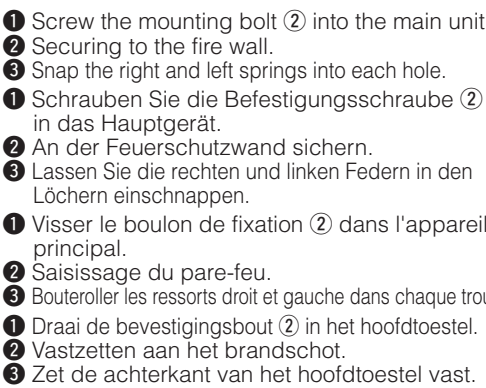 ❶ Screw the mounting bolt ② into the main unit
❷ Securing to the fire wall.
❸ Snap the right and left springs into each hole.
❶ Schrauben Sie die Befestigungsschraube ②
in das Hauptgerät.
❷ An der Feuerschutzwand sichern.
❸ Lassen Sie die rechten und linken Federn in den
Löchern einschnappen.
❶ Visser le boulon de fixation ② dans l'appareil
principal.
❷ Saisissage du pare-feu.
❸ Bouteroller les ressorts droit et gauche dans chaque trou
❶ Draai de bevestigingsbout ② in het hoofdtoestel.
❷ Vastzetten aan het brandschot.
❸ Zet de achterkant van het hoofdtoestel vast.